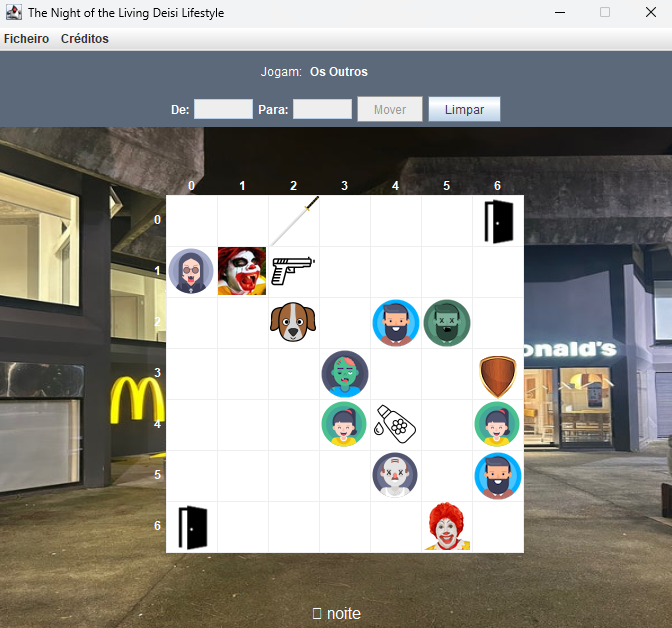 The Night of the Living Deisi Lifestyle
Ficheiro Créditos
Jogam: Os Outros
De: Para: Mover Limpar
0 1 2 3 4 5 6
0
1
2
3
4
5
6
onald's
noite